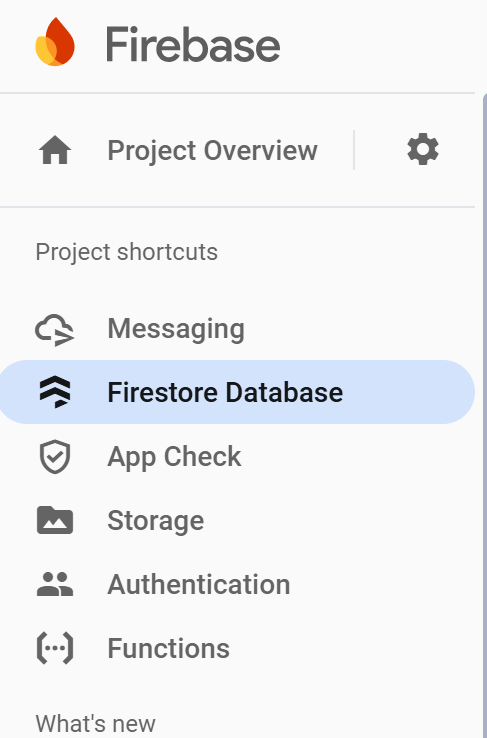 Firebase
Project Overview
Project shortcuts
Messaging
Firestore Database
App Check
Storage
Authentication
Functions
What's new